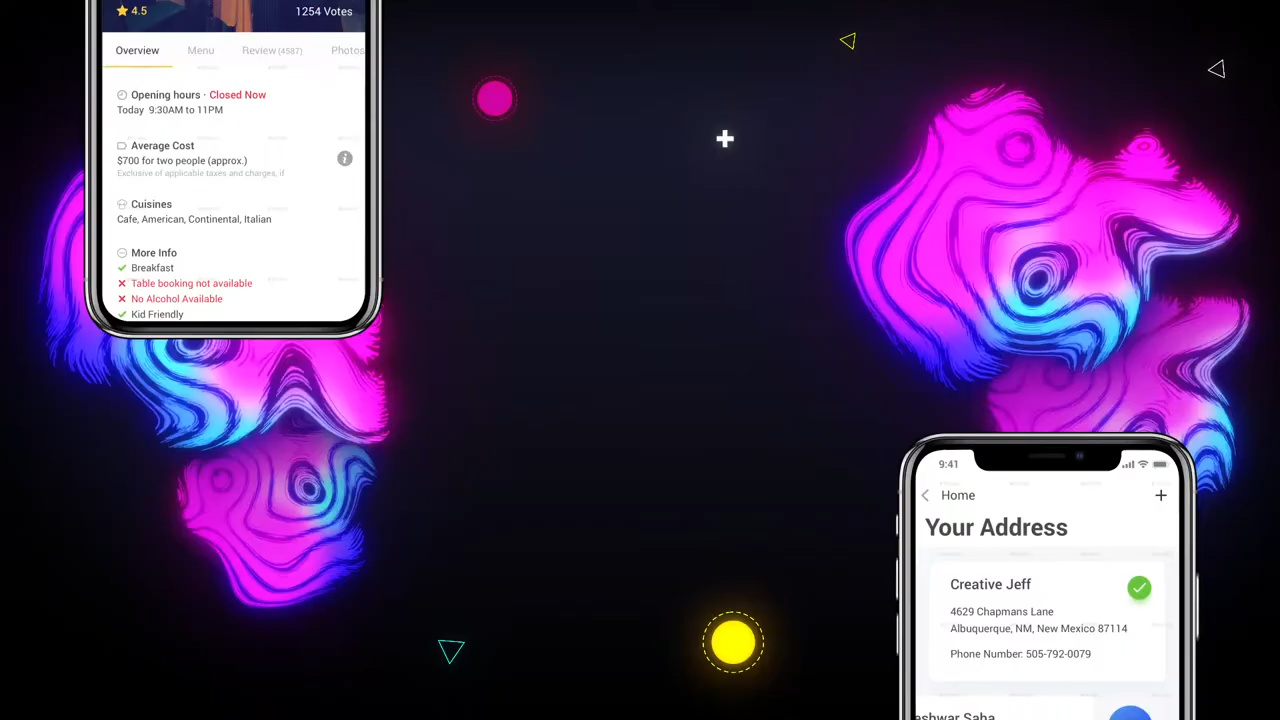 4.5
1254 Votes
Overview Menu Review (4587) Photos
Opening hours · Closed Now
Today 9:30AM to 11PM
Average Cost
$700 for two people (approx.)
Exclusive of applicable taxes and charges, if
Cuisines
Cafe, American, Continental, Italian
More Info
Breakfast
Table booking not available
No Alcohol Available
Kid Friendly
9:41
Home
Your Address
Creative Jeff
4629 Chapmans Lane
Albuquerque, NM, New Mexico 87114
Phone Number: 505-792-0079
eshwar Saha